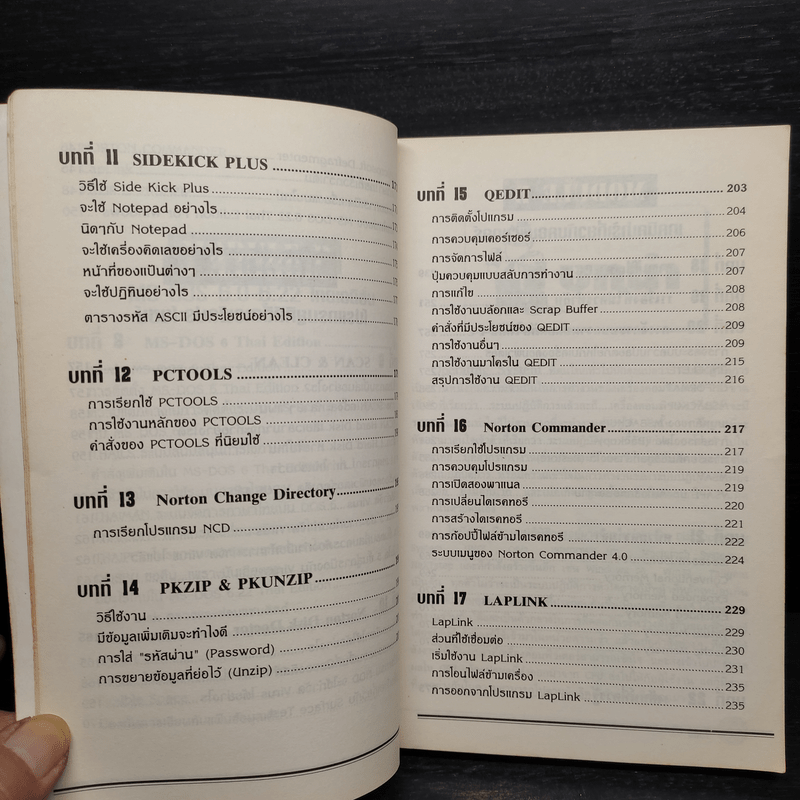 บทที่ 11 SIDEKICK PLUS
วิธีใช้ Side Kick Plus
จะใช้ Notepad อย่างไร
นิดากับ Notepad
จะใช้เครื่องคิดเลขอย่างไร
หน้าที่ของแป้นต่างๆ
จะใช้ปฏิทินอย่างไร
ตารางรหัส ASCII มีประโยชน์อย่างไร
บทที่ 12 PCTOOLS
การเรียกใช้ PCTOOLS
การใช้งานหลักของ PCTOOLS
คำสั่งของ PCTOOLS ที่นิยมใช้
บทที่ 13 Norton Change Directory
การเรียกโปรแกรม NCD
บทที่ 14 PKZIP & PKUNZIP
วิธีใช้งาน
มีข้อมูลเพิ่มเติมจะทำไงดี
การใส่ "รหัสผ่าน" (Password)
การขยายข้อมูลที่ย่อไว้ (Unzip)
บทที่ 15 QEDIT 203
การติดตั้งโปแกรม 204
การควบคุมเคอร์เซอร์ 206
การจัดการไฟล์ 207
ปุ่มควบคุมแบบสลับการทำงาน 207
การแก้ไข 208
การใช้งานบล๊อกและ Scrap Buffer 208
คำสั่งที่มีประโยชน์ของ QEDIT 209
การใช้งานอื่นๆ 209
การใช้งานมาโครใน QEDIT 215
สรุปการใช้งาน QEDIT 216
บทที่ 16 Norton Commander 217
การเรียกใช้โปรแกรม 217
การควบคุมโปรแกรม 219
การเปิดสองพาแนล 219
การเปลี่ยนไดเรคทอรี 220
การสร้างไดเรคทอรี 221
การก๊อปปี้ไฟล์ข้ามไดเรคทอรี 222
ระบบเมนูของ Norton Commander 4.0 224
บทที่ 17 LAPLINK 229
LapLink 229
ส่วนที่ใช้เชื่อมต่อ 230
เริ่มใช้งาน LapLink 231
การโอนไฟล์ข้ามเครื่อง 235
การออกจากโปรแกรม LapLink 235